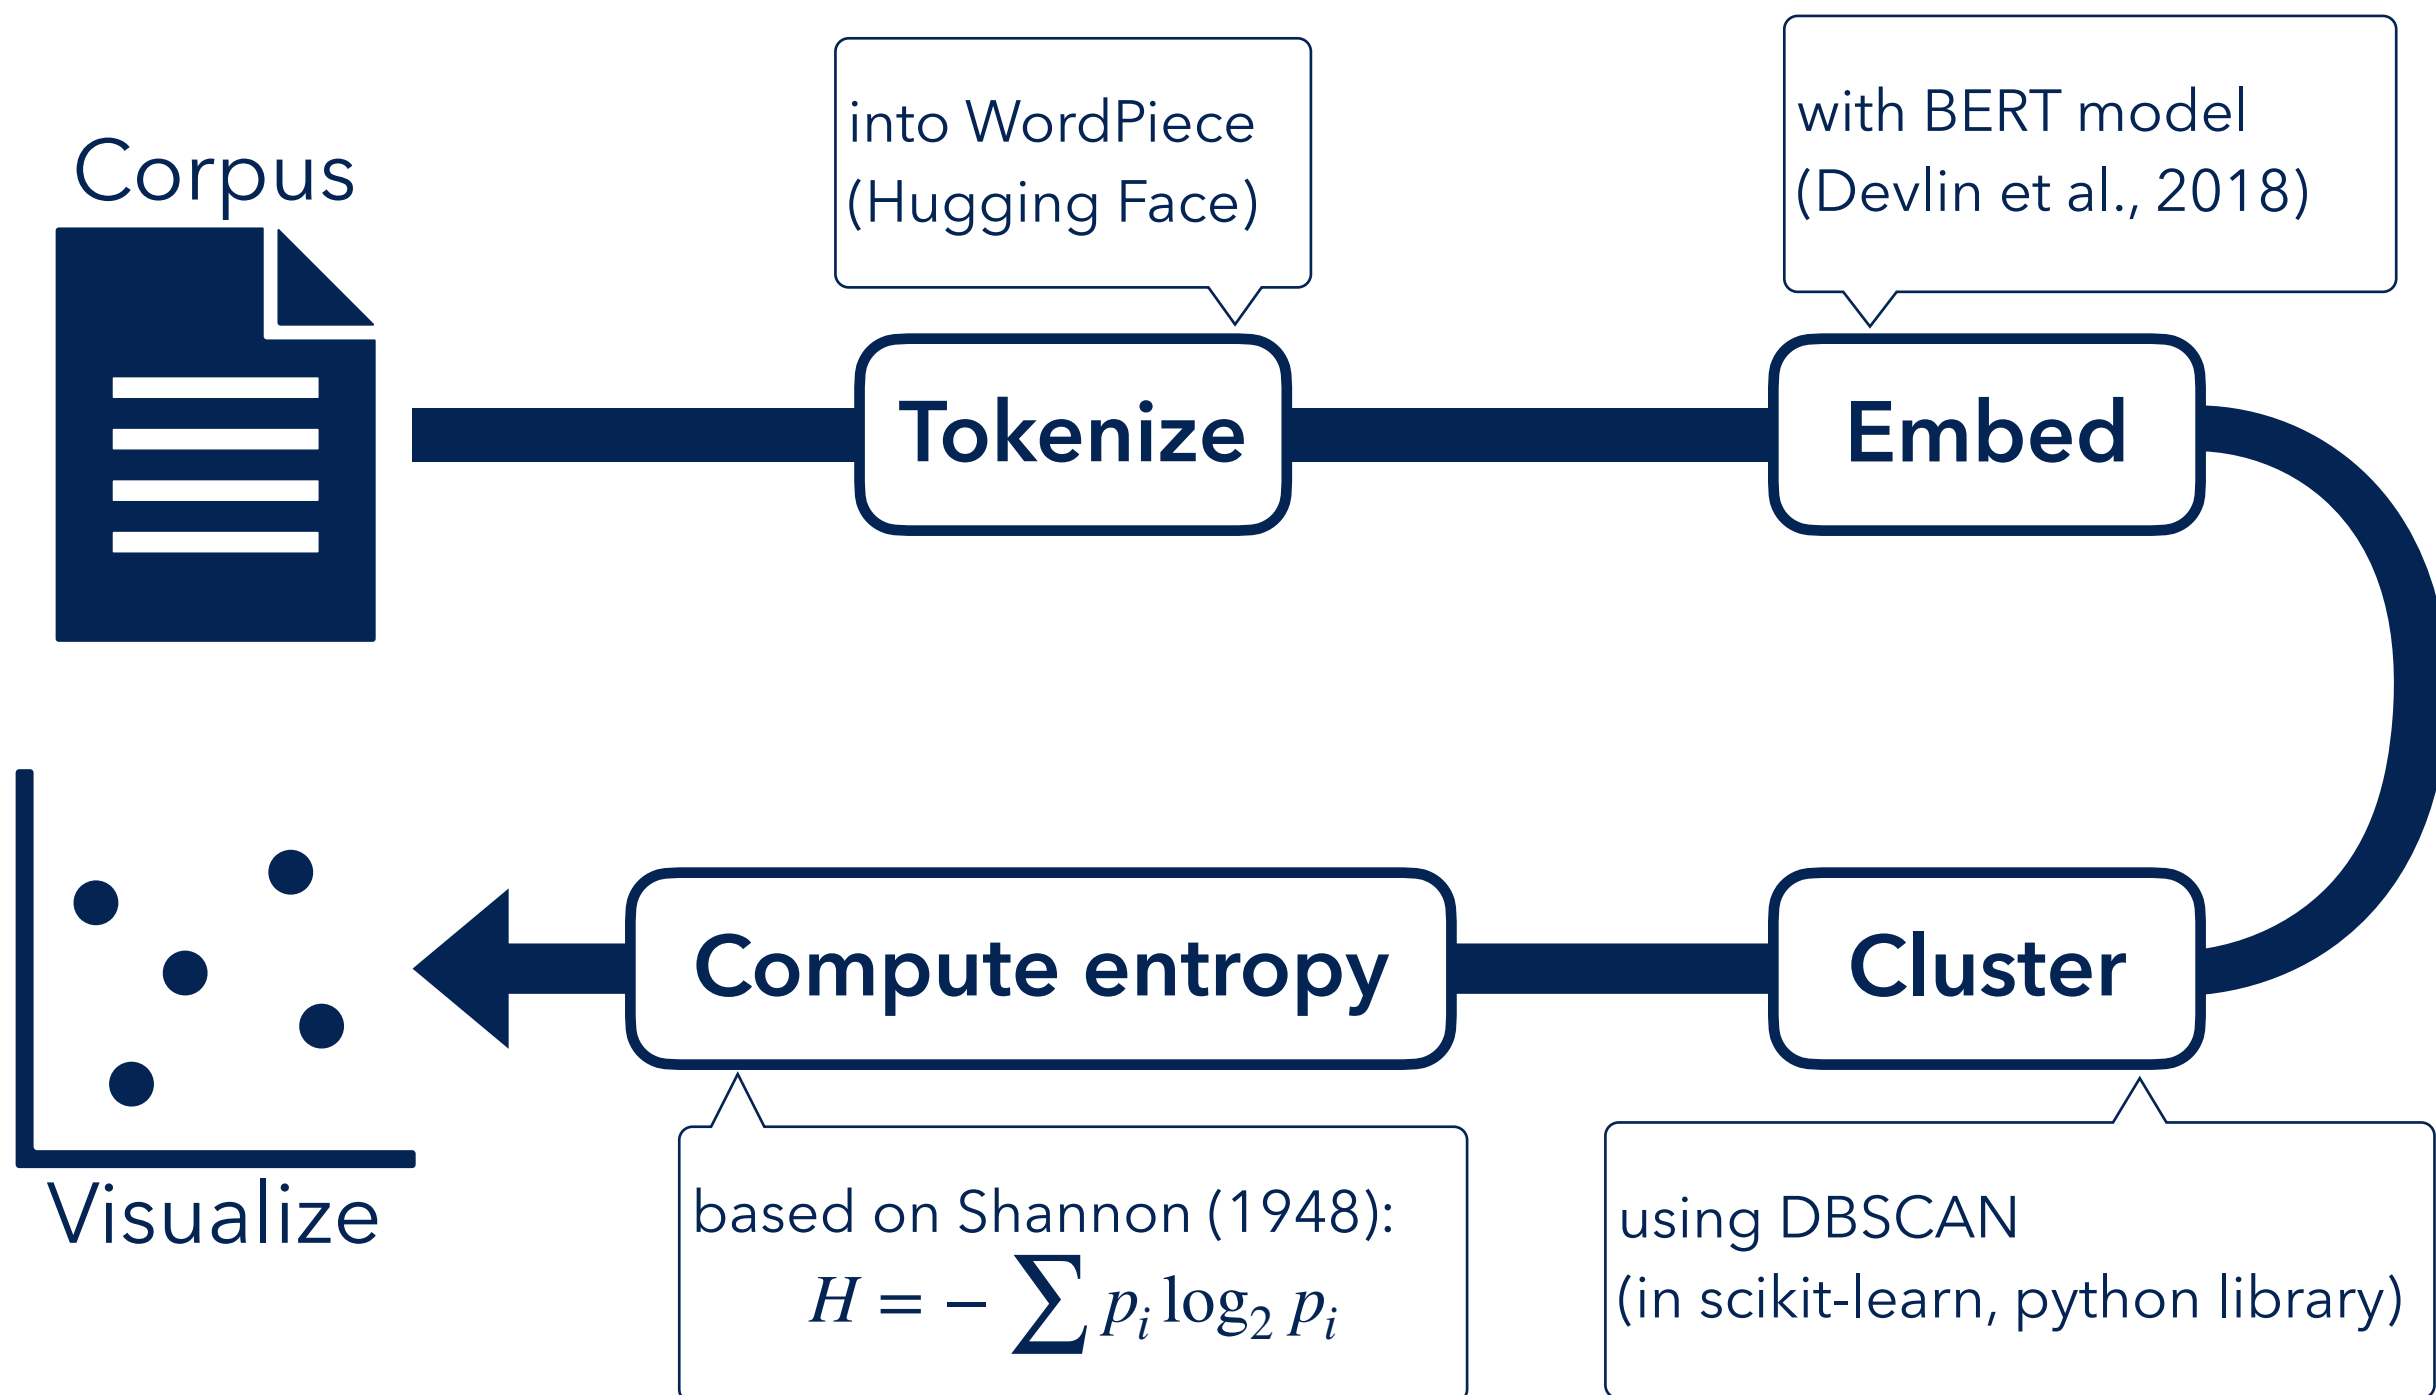 Corpus
into WordPiece
(Hugging Face)
with BERT model
(Devlin et al., 2018)
Tokenize
Embed
Cluster
using DBSCAN
(in scikit-learn, python library)
Compute entropy
based on Shannon (1948):
H = − ∑ pᵢ log₂ pᵢ
Visualize